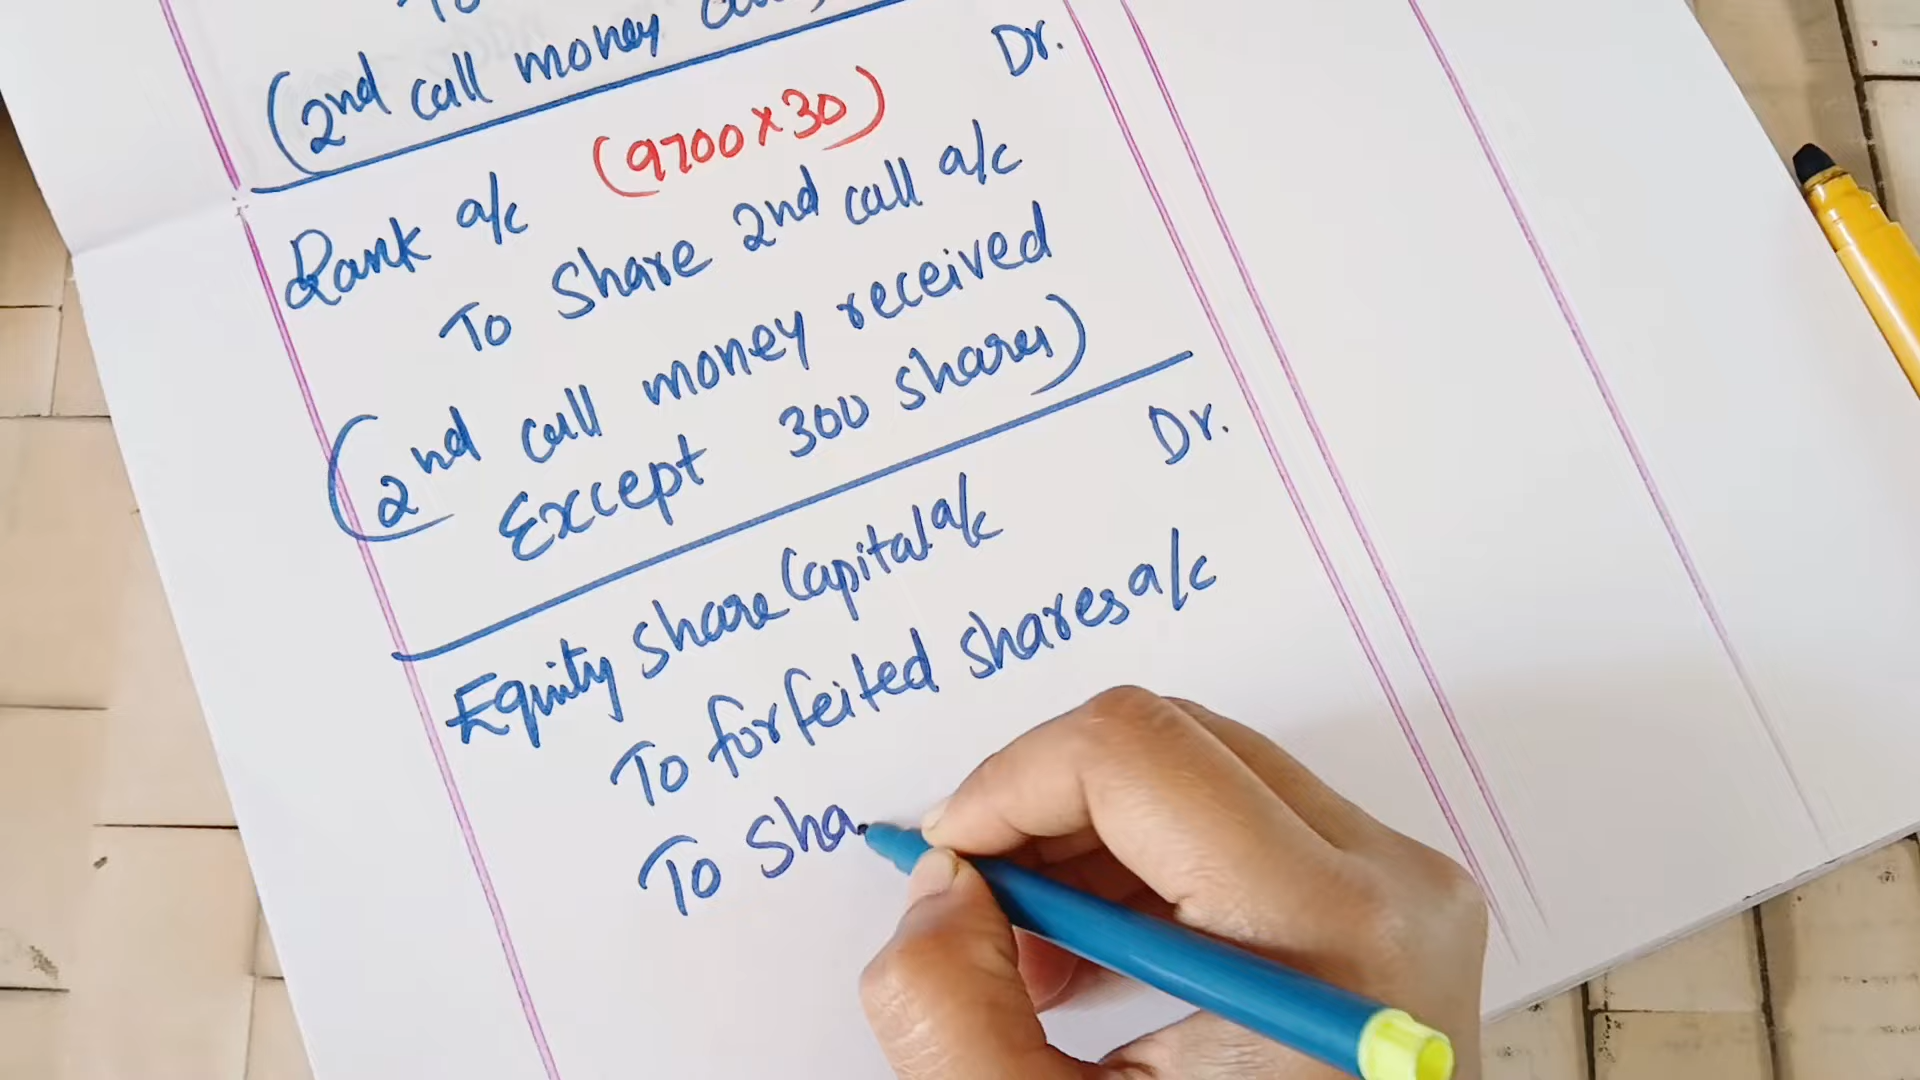 To
(2nd call money
Bank a/c (9700×30) Dr.
To Share 2nd call a/c
(2nd call money received
Except 300 shares)
Equity Share Capital a/c Dr.
To forfeited shares a/c
To Sha